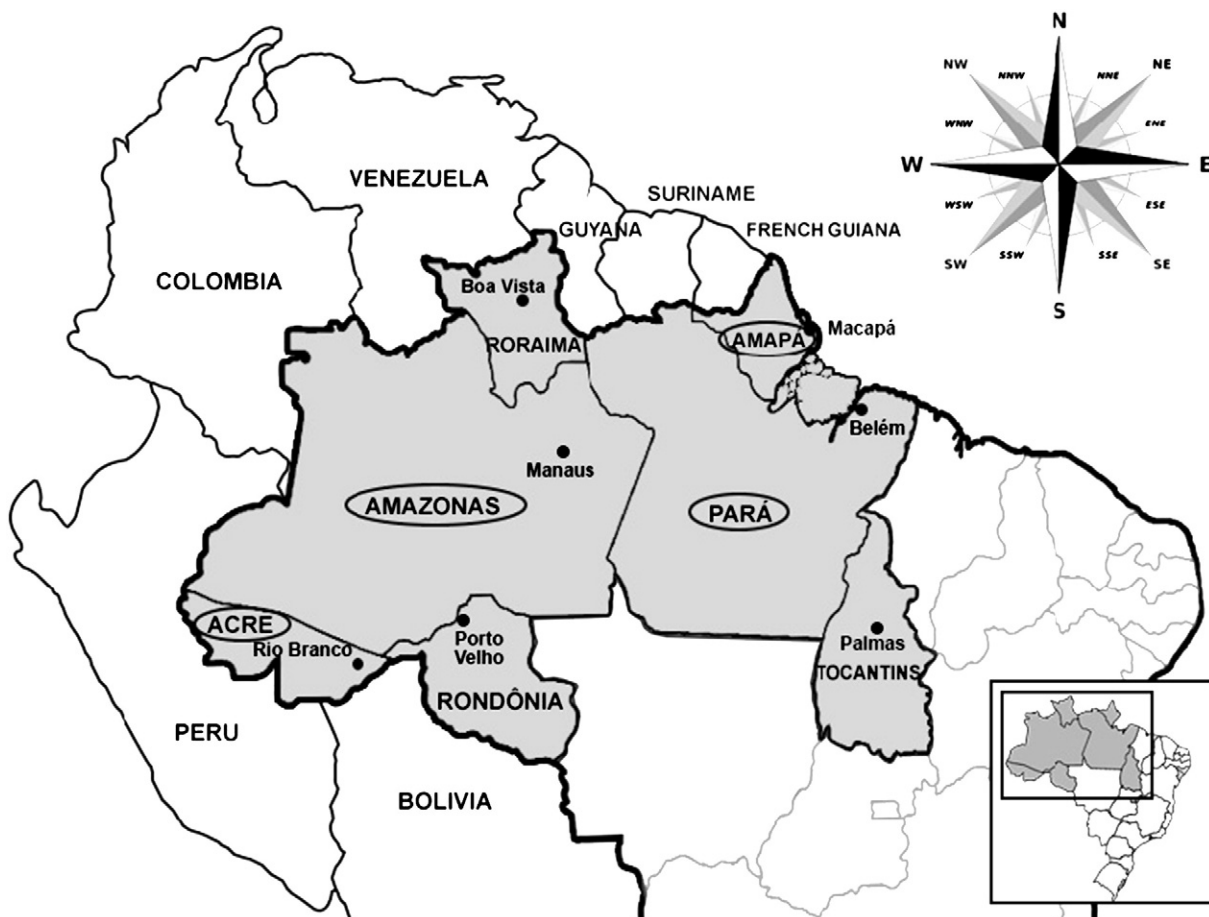 N
NNW
NNE
NW
NE
WNW
ENE
W
E
WSW
ESE
SW
SSW
SSE
SE
S
VENEZUELA
SURINAME
GUYANA
FRENCH GUIANA
COLOMBIA
Boa Vista
RORAIMA
AMAPÁ
Macapá
Belém
Manaus
AMAZONAS
PARÁ
ACRE
Rio Branco
Porto
Velho
RONDÔNIA
Palmas
TOCANTINS
PERU
BOLIVIA